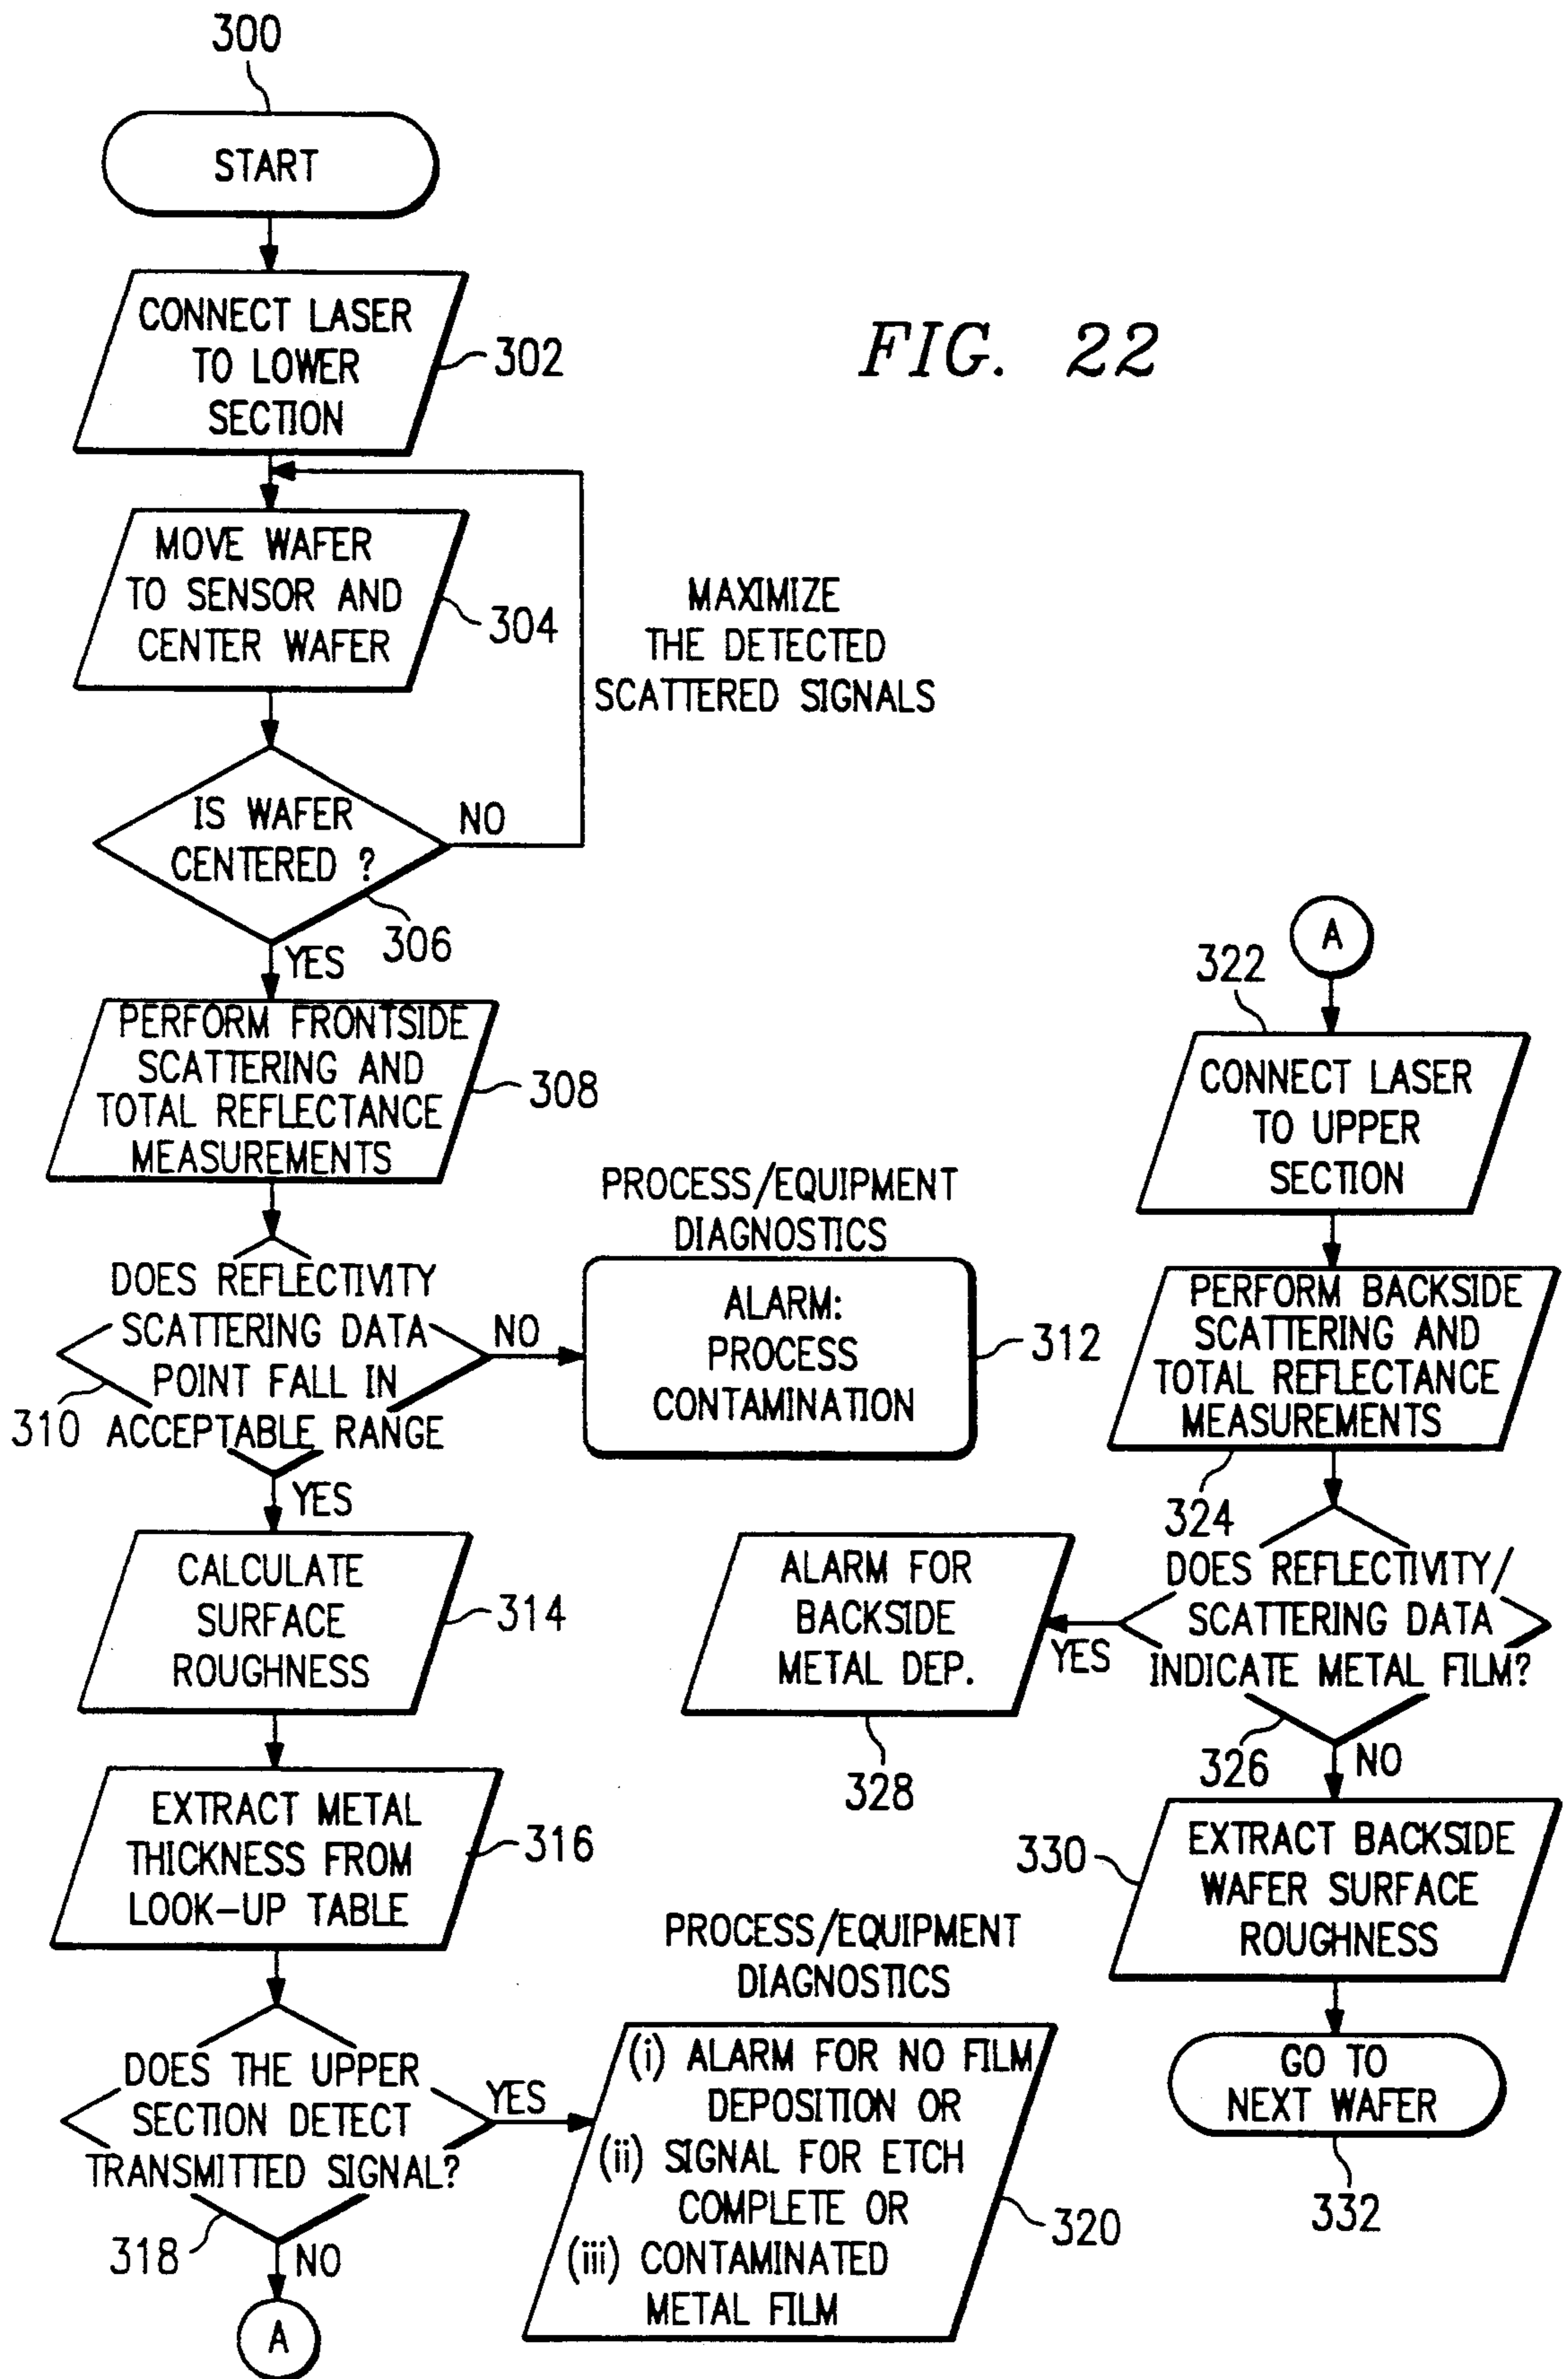 300
START
CONNECT LASER
TO LOWER
SECTION
302
FIG. 22
MOVE WAFER
TO SENSOR AND
CENTER WAFER
304
MAXIMIZE
THE DETECTED
SCATTERED SIGNALS
IS WAFER
CENTERED ?
NO
306
YES
PERFORM FRONTSIDE
SCATTERING AND
TOTAL REFLECTANCE
MEASUREMENTS
308
DOES REFLECTIVITY
SCATTERING DATA
POINT FALL IN
ACCEPTABLE RANGE
310
NO
PROCESS/EQUIPMENT
DIAGNOSTICS
ALARM:
PROCESS
CONTAMINATION
312
YES
CALCULATE
SURFACE
ROUGHNESS
314
EXTRACT METAL
THICKNESS FROM
LOOK-UP TABLE
316
DOES THE UPPER
SECTION DETECT
TRANSMITTED SIGNAL?
318
YES
PROCESS/EQUIPMENT
DIAGNOSTICS
(i) ALARM FOR NO FILM
DEPOSITION OR
(ii) SIGNAL FOR ETCH
COMPLETE OR
(iii) CONTAMINATED
METAL FILM
320
NO
A
A
322
CONNECT LASER
TO UPPER
SECTION
PERFORM BACKSIDE
SCATTERING AND
TOTAL REFLECTANCE
MEASUREMENTS
324
DOES REFLECTIVITY/
SCATTERING DATA
INDICATE METAL FILM?
326
YES
ALARM FOR
BACKSIDE
METAL DEP.
328
NO
EXTRACT BACKSIDE
WAFER SURFACE
ROUGHNESS
330
GO TO
NEXT WAFER
332